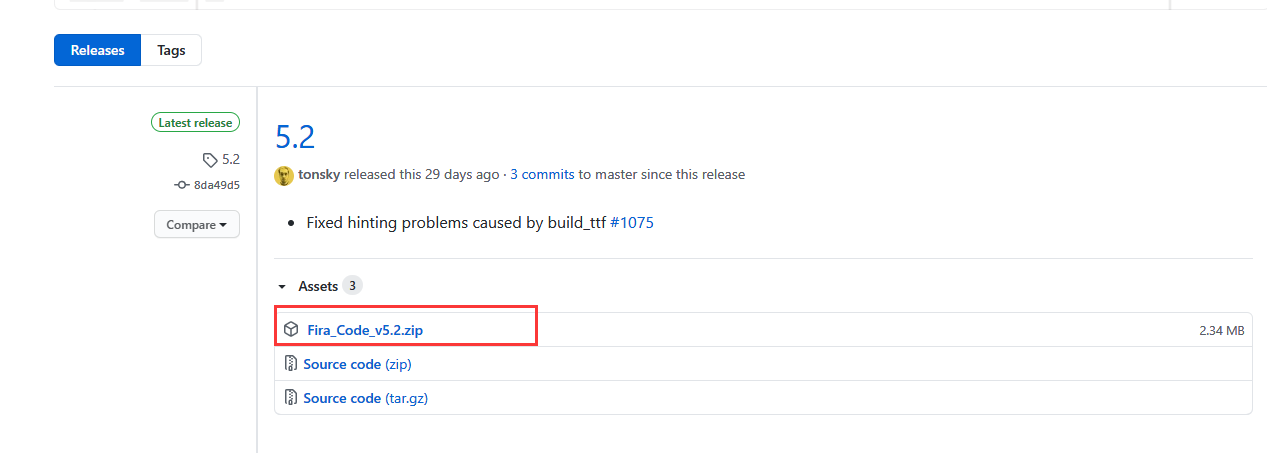 Releases Tags
Latest release
5.2
8da49d5
Compare
5.2
tonsky released this 29 days ago · 3 commits to master since this release
• Fixed hinting problems caused by build_ttf #1075
Assets 3
Fira_Code_v5.2.zip 2.34 MB
Source code (zip)
Source code (tar.gz)